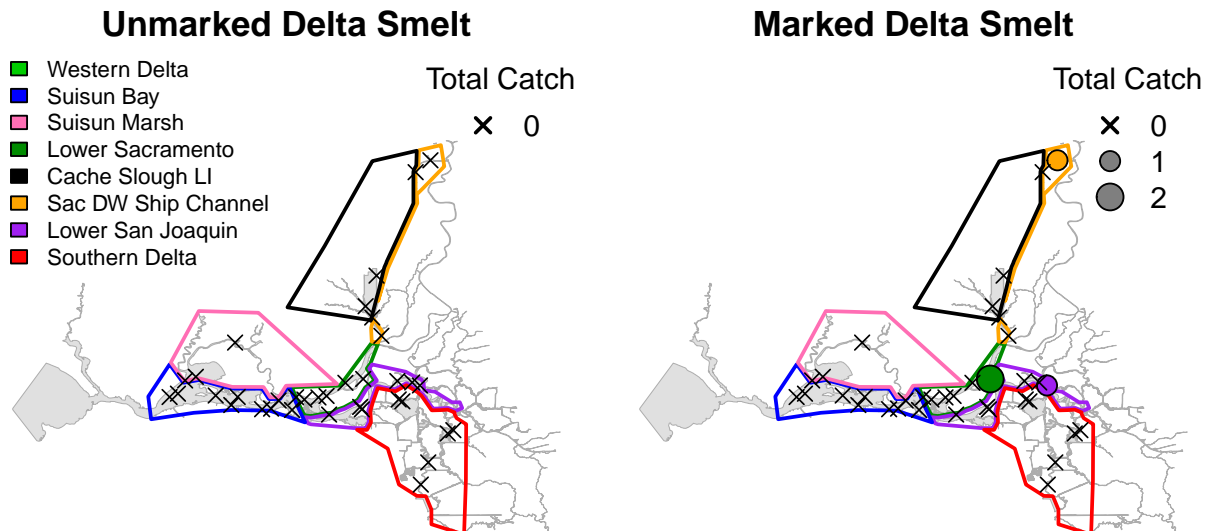 Unmarked Delta Smelt
Western Delta
Suisun Bay
Suisun Marsh
Lower Sacramento
Cache Slough LI
Sac DW Ship Channel
Lower San Joaquin
Southern Delta
Total Catch
0
Marked Delta Smelt
Total Catch
0
1
2